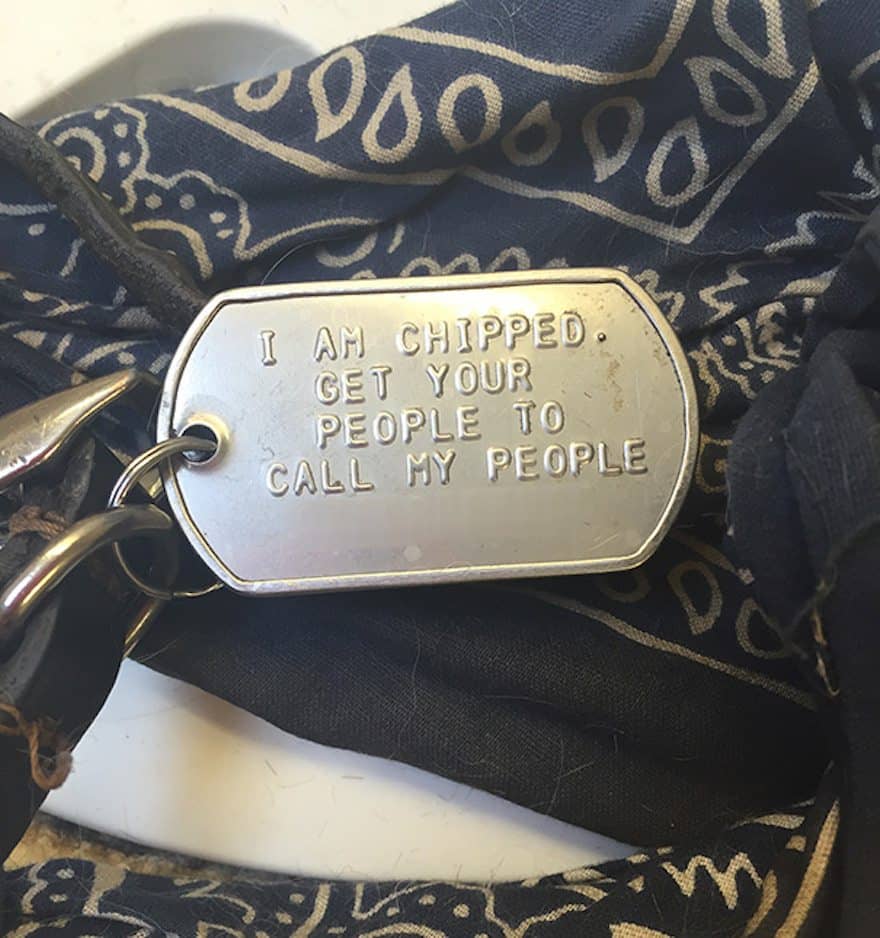 I AM CHIPPED.
GET YOUR
PEOPLE TO
CALL MY PEOPLE